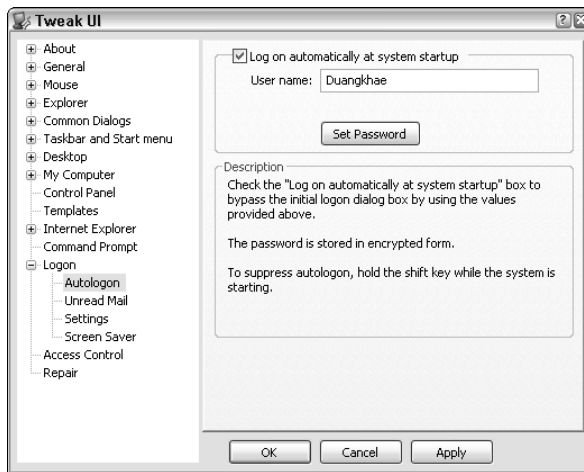 Tweak UI
About
General
Mouse
Explorer
Common Dialogs
Taskbar and Start menu
Desktop
My Computer
Control Panel
Templates
Internet Explorer
Command Prompt
Logon
Autologon
Unread Mail
Settings
Screen Saver
Access Control
Repair
Log on automatically at system startup
User name: Duangkhae
Set Password
Description
Check the "Log on automatically at system startup" box to
bypass the initial logon dialog box by using the values
provided above.
The password is stored in encrypted form.
To suppress autologon, hold the shift key while the system is
starting.
OK
Cancel
Apply